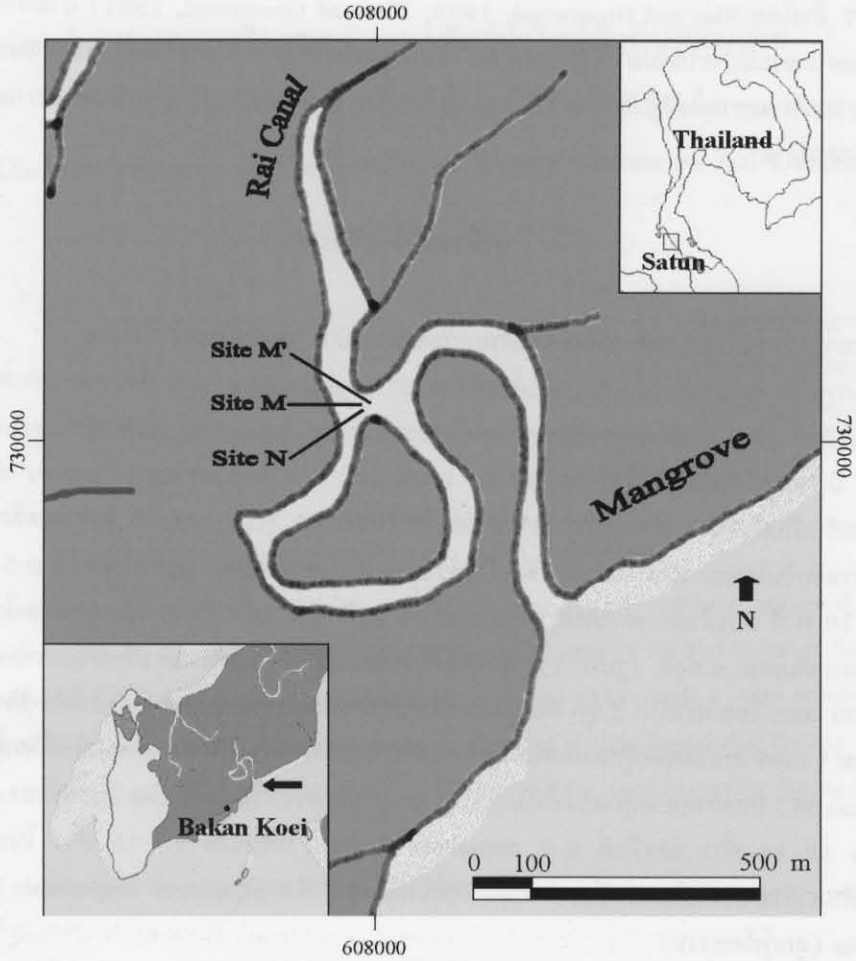 608000
Rai Canal
Thailand
Satun
Site M'
Site M
Site N
730000
730000
Mangrove
N
Bakan Koei
0 100 500 m
608000